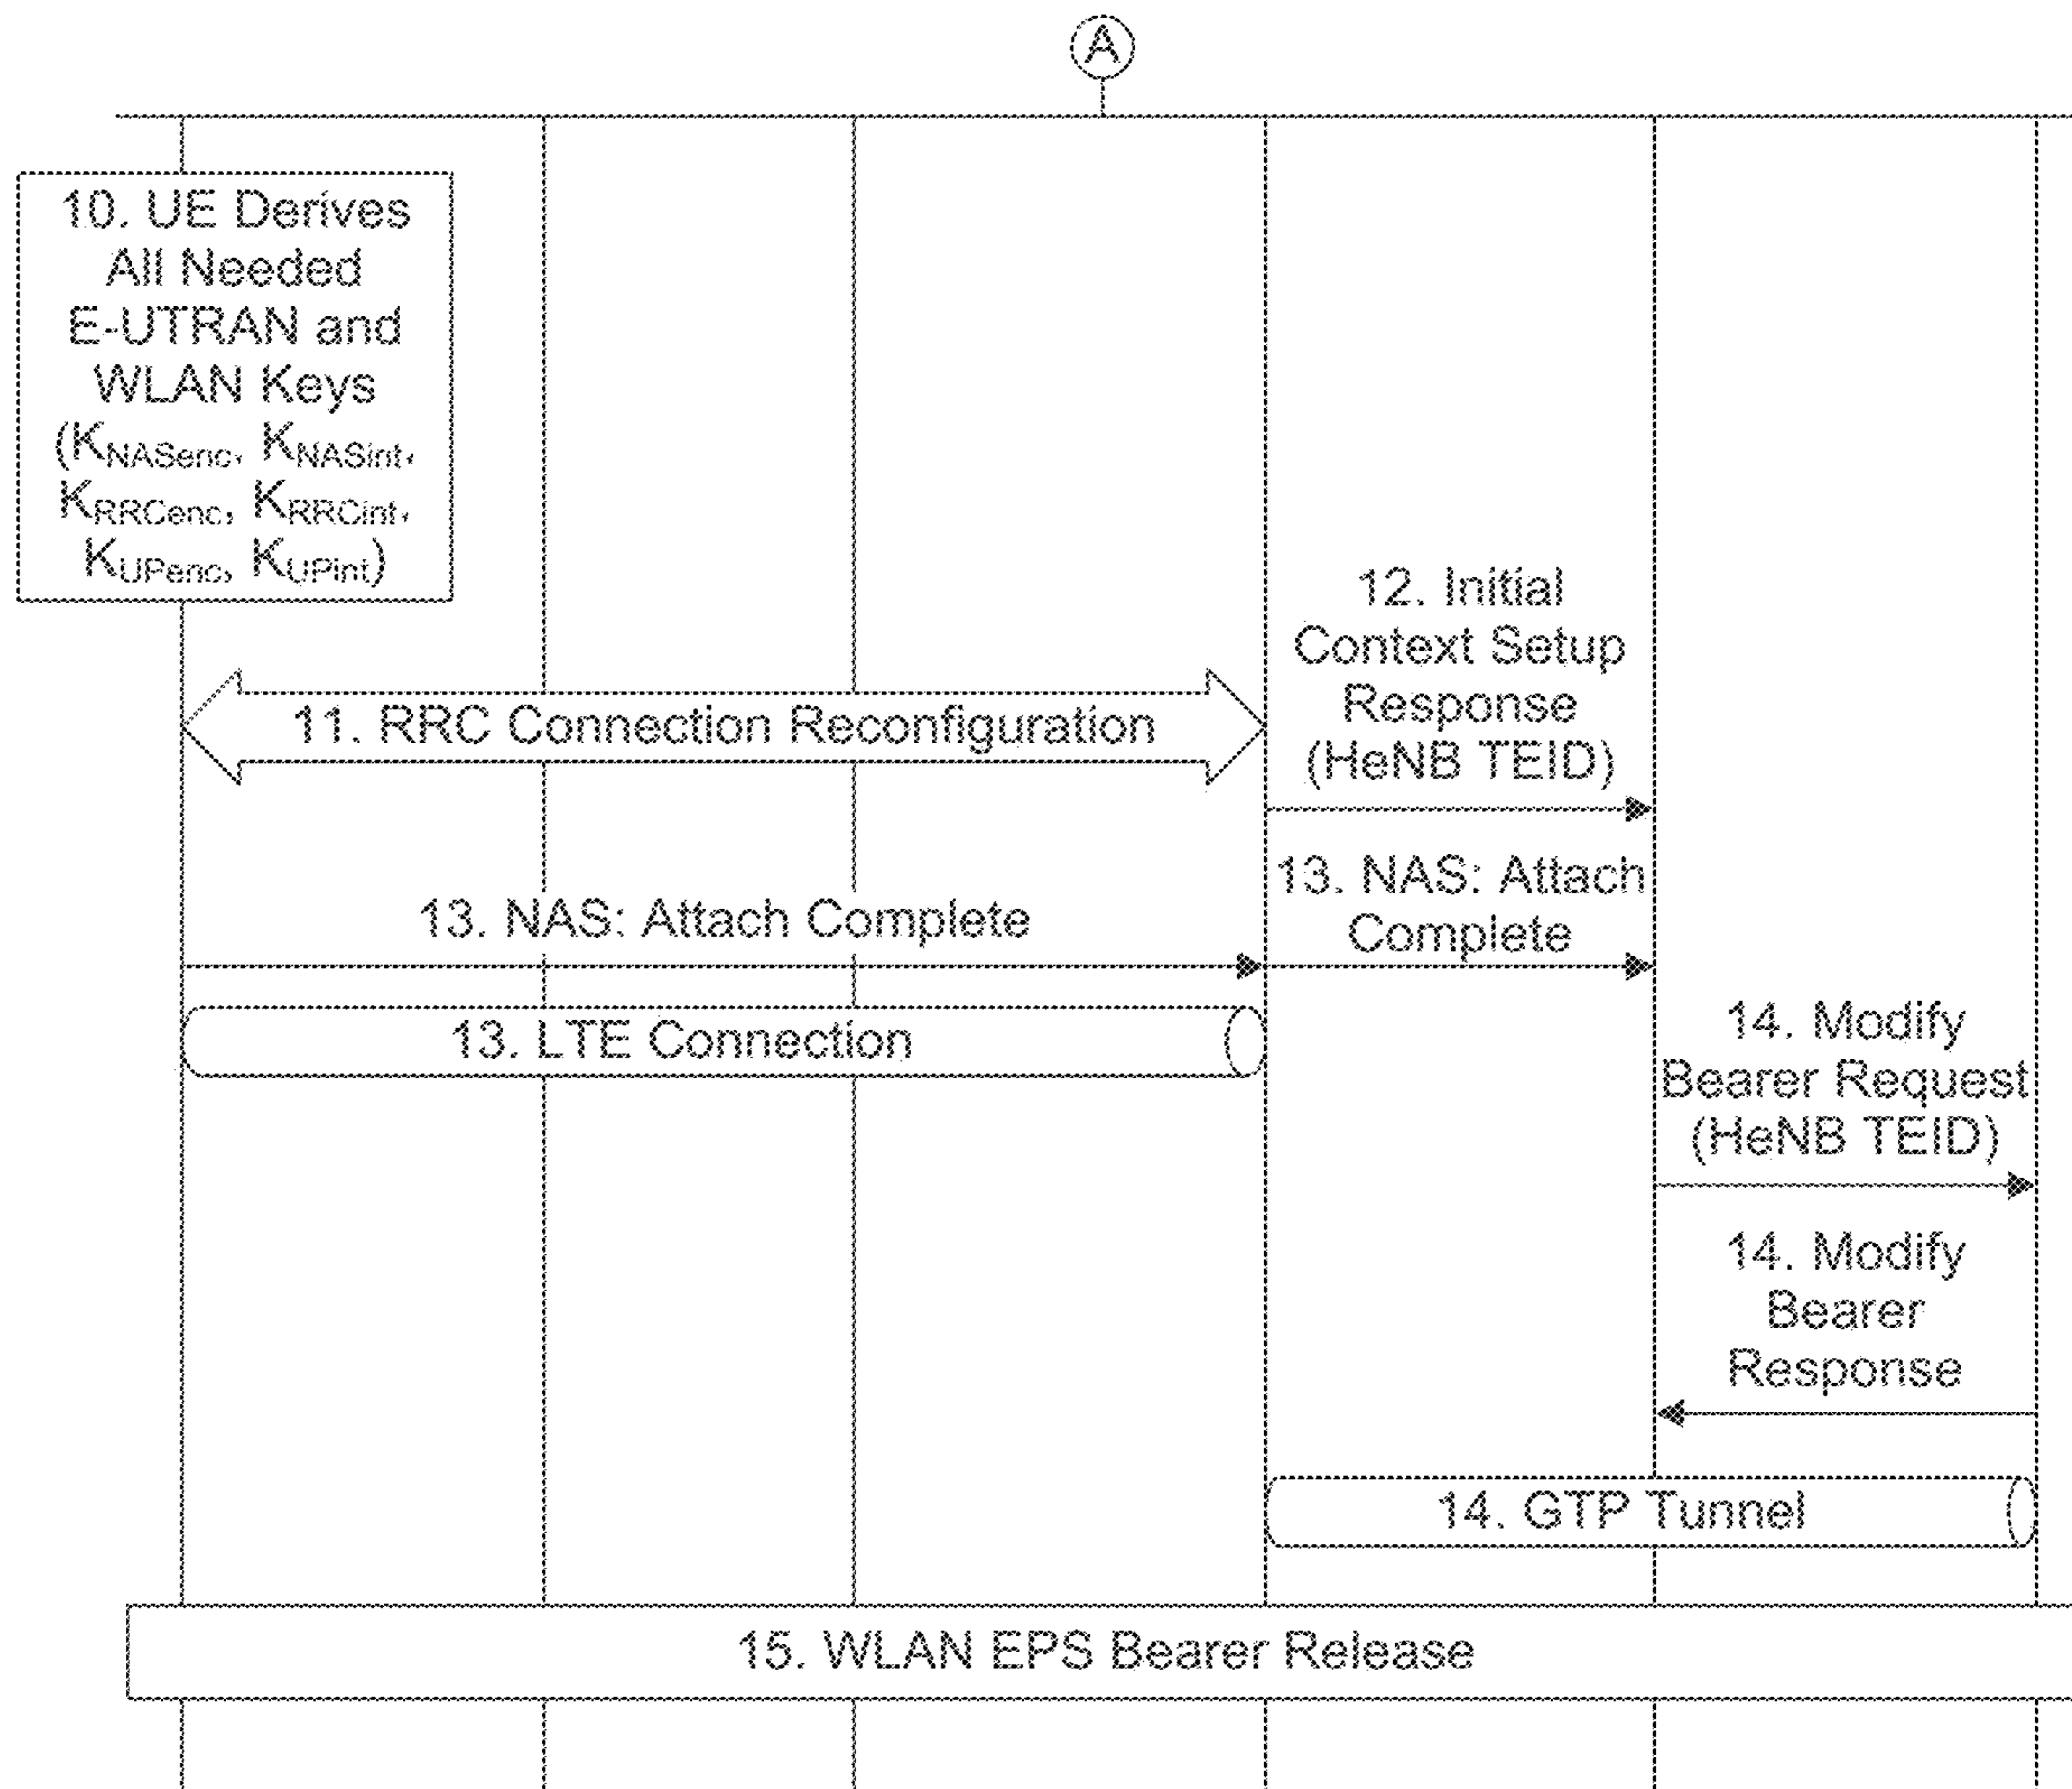 A
10. UE Derives
All Needed
E-UTRAN and
WLAN Keys
(KNASenc, KNASint,
KRRCenc, KRRCint,
KUPenc, KUPint)
11. RRC Connection Reconfiguration
12. Initial
Context Setup
Response
(HeNB TEID)
13. NAS: Attach Complete
13. NAS: Attach
Complete
13. LTE Connection
14. Modify
Bearer Request
(HeNB TEID)
14. Modify
Bearer
Response
14. GTP Tunnel
15. WLAN EPS Bearer Release